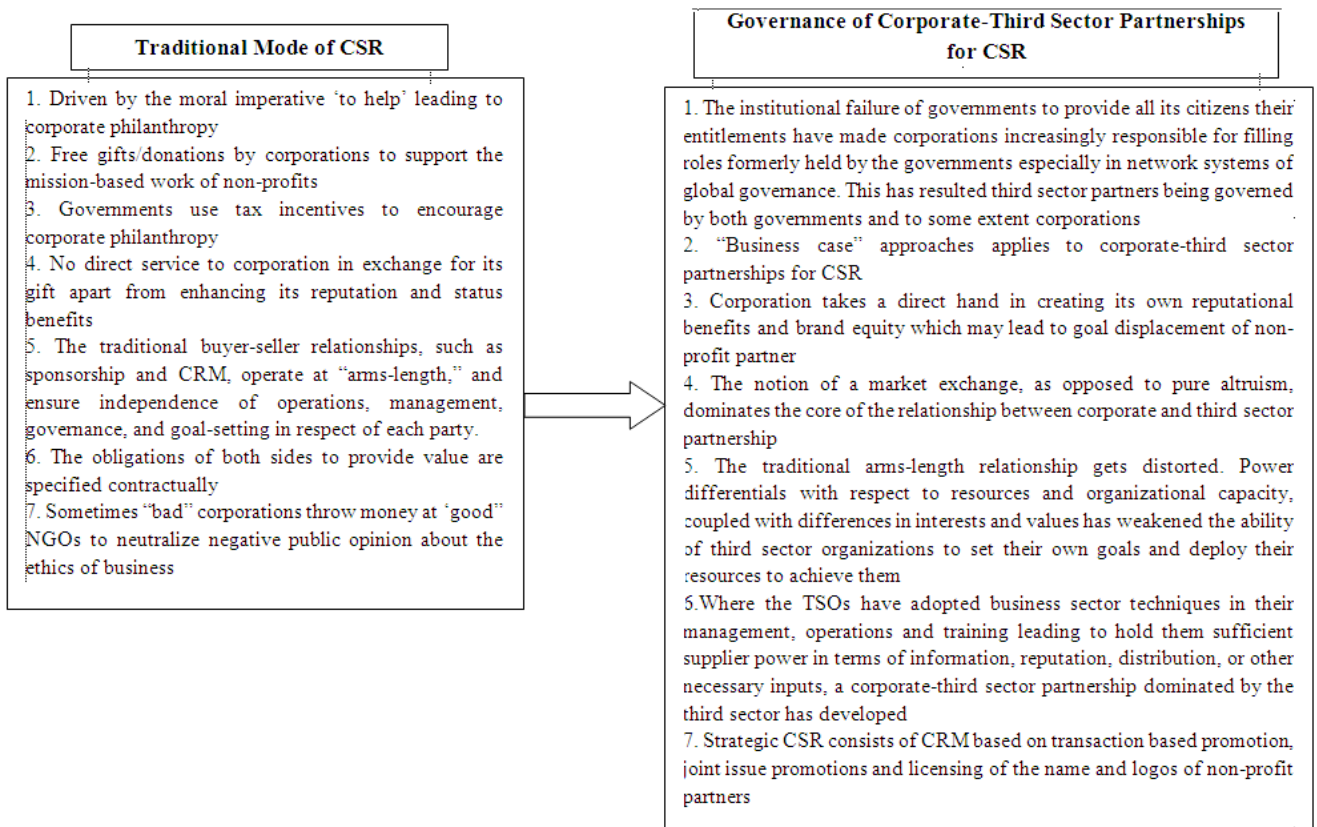 Traditional Mode of CSR
1. Driven by the moral imperative ‘to help’ leading to
corporate philanthropy
2. Free gifts/donations by corporations to support the
mission-based work of non-profits
3. Governments use tax incentives to encourage
corporate philanthropy
4. No direct service to corporation in exchange for its
gift apart from enhancing its reputation and status
benefits
5. The traditional buyer-seller relationships, such as
sponsorship and CRM, operate at “arms-length,” and
ensure independence of operations, management,
governance, and goal-setting in respect of each party.
6. The obligations of both sides to provide value are
specified contractually
7. Sometimes “bad” corporations throw money at ‘good”
NGOs to neutralize negative public opinion about the
ethics of business
Governance of Corporate-Third Sector Partnerships
for CSR
1. The institutional failure of governments to provide all its citizens their
entitlements have made corporations increasingly responsible for filling
roles formerly held by the governments especially in network systems of
global governance. This has resulted third sector partners being governed
by both governments and to some extent corporations
2. “Business case” approaches applies to corporate-third sector
partnerships for CSR
3. Corporation takes a direct hand in creating its own reputational
benefits and brand equity which may lead to goal displacement of non-
profit partner
4. The notion of a market exchange, as opposed to pure altruism,
dominates the core of the relationship between corporate and third sector
partnership
5. The traditional arms-length relationship gets distorted. Power
differentials with respect to resources and organizational capacity,
coupled with differences in interests and values has weakened the ability
of third sector organizations to set their own goals and deploy their
resources to achieve them
6.Where the TSOs have adopted business sector techniques in their
management, operations and training leading to hold them sufficient
supplier power in terms of information, reputation, distribution, or other
necessary inputs, a corporate-third sector partnership dominated by the
third sector has developed
7. Strategic CSR consists of CRM based on transaction based promotion,
joint issue promotions and licensing of the name and logos of non-profit
partners